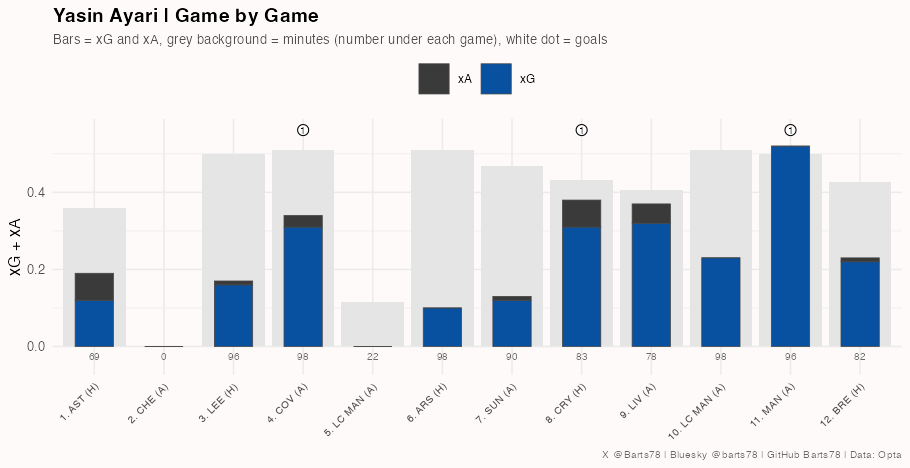 Yasin Ayari | Game by Game
Bars = xG and xA, grey background = minutes (number under each game), white dot = goals
xA xG
1 1 1
xG + xA
0.4
0.2
0.0
69 0 96 98 22 98 90 83 78 98 96 82
1. AST (H)
2. CHE (A)
3. LEE (H)
4. COV (A)
5. LC MAN (A)
6. ARS (H)
7. SUN (A)
8. CRY (H)
9. LIV (A)
10. LC MAN (A)
11. MAN (A)
12. BRE (H)
X @Barts78 | Bluesky @barts78 | GitHub Barts78 | Data: Opta